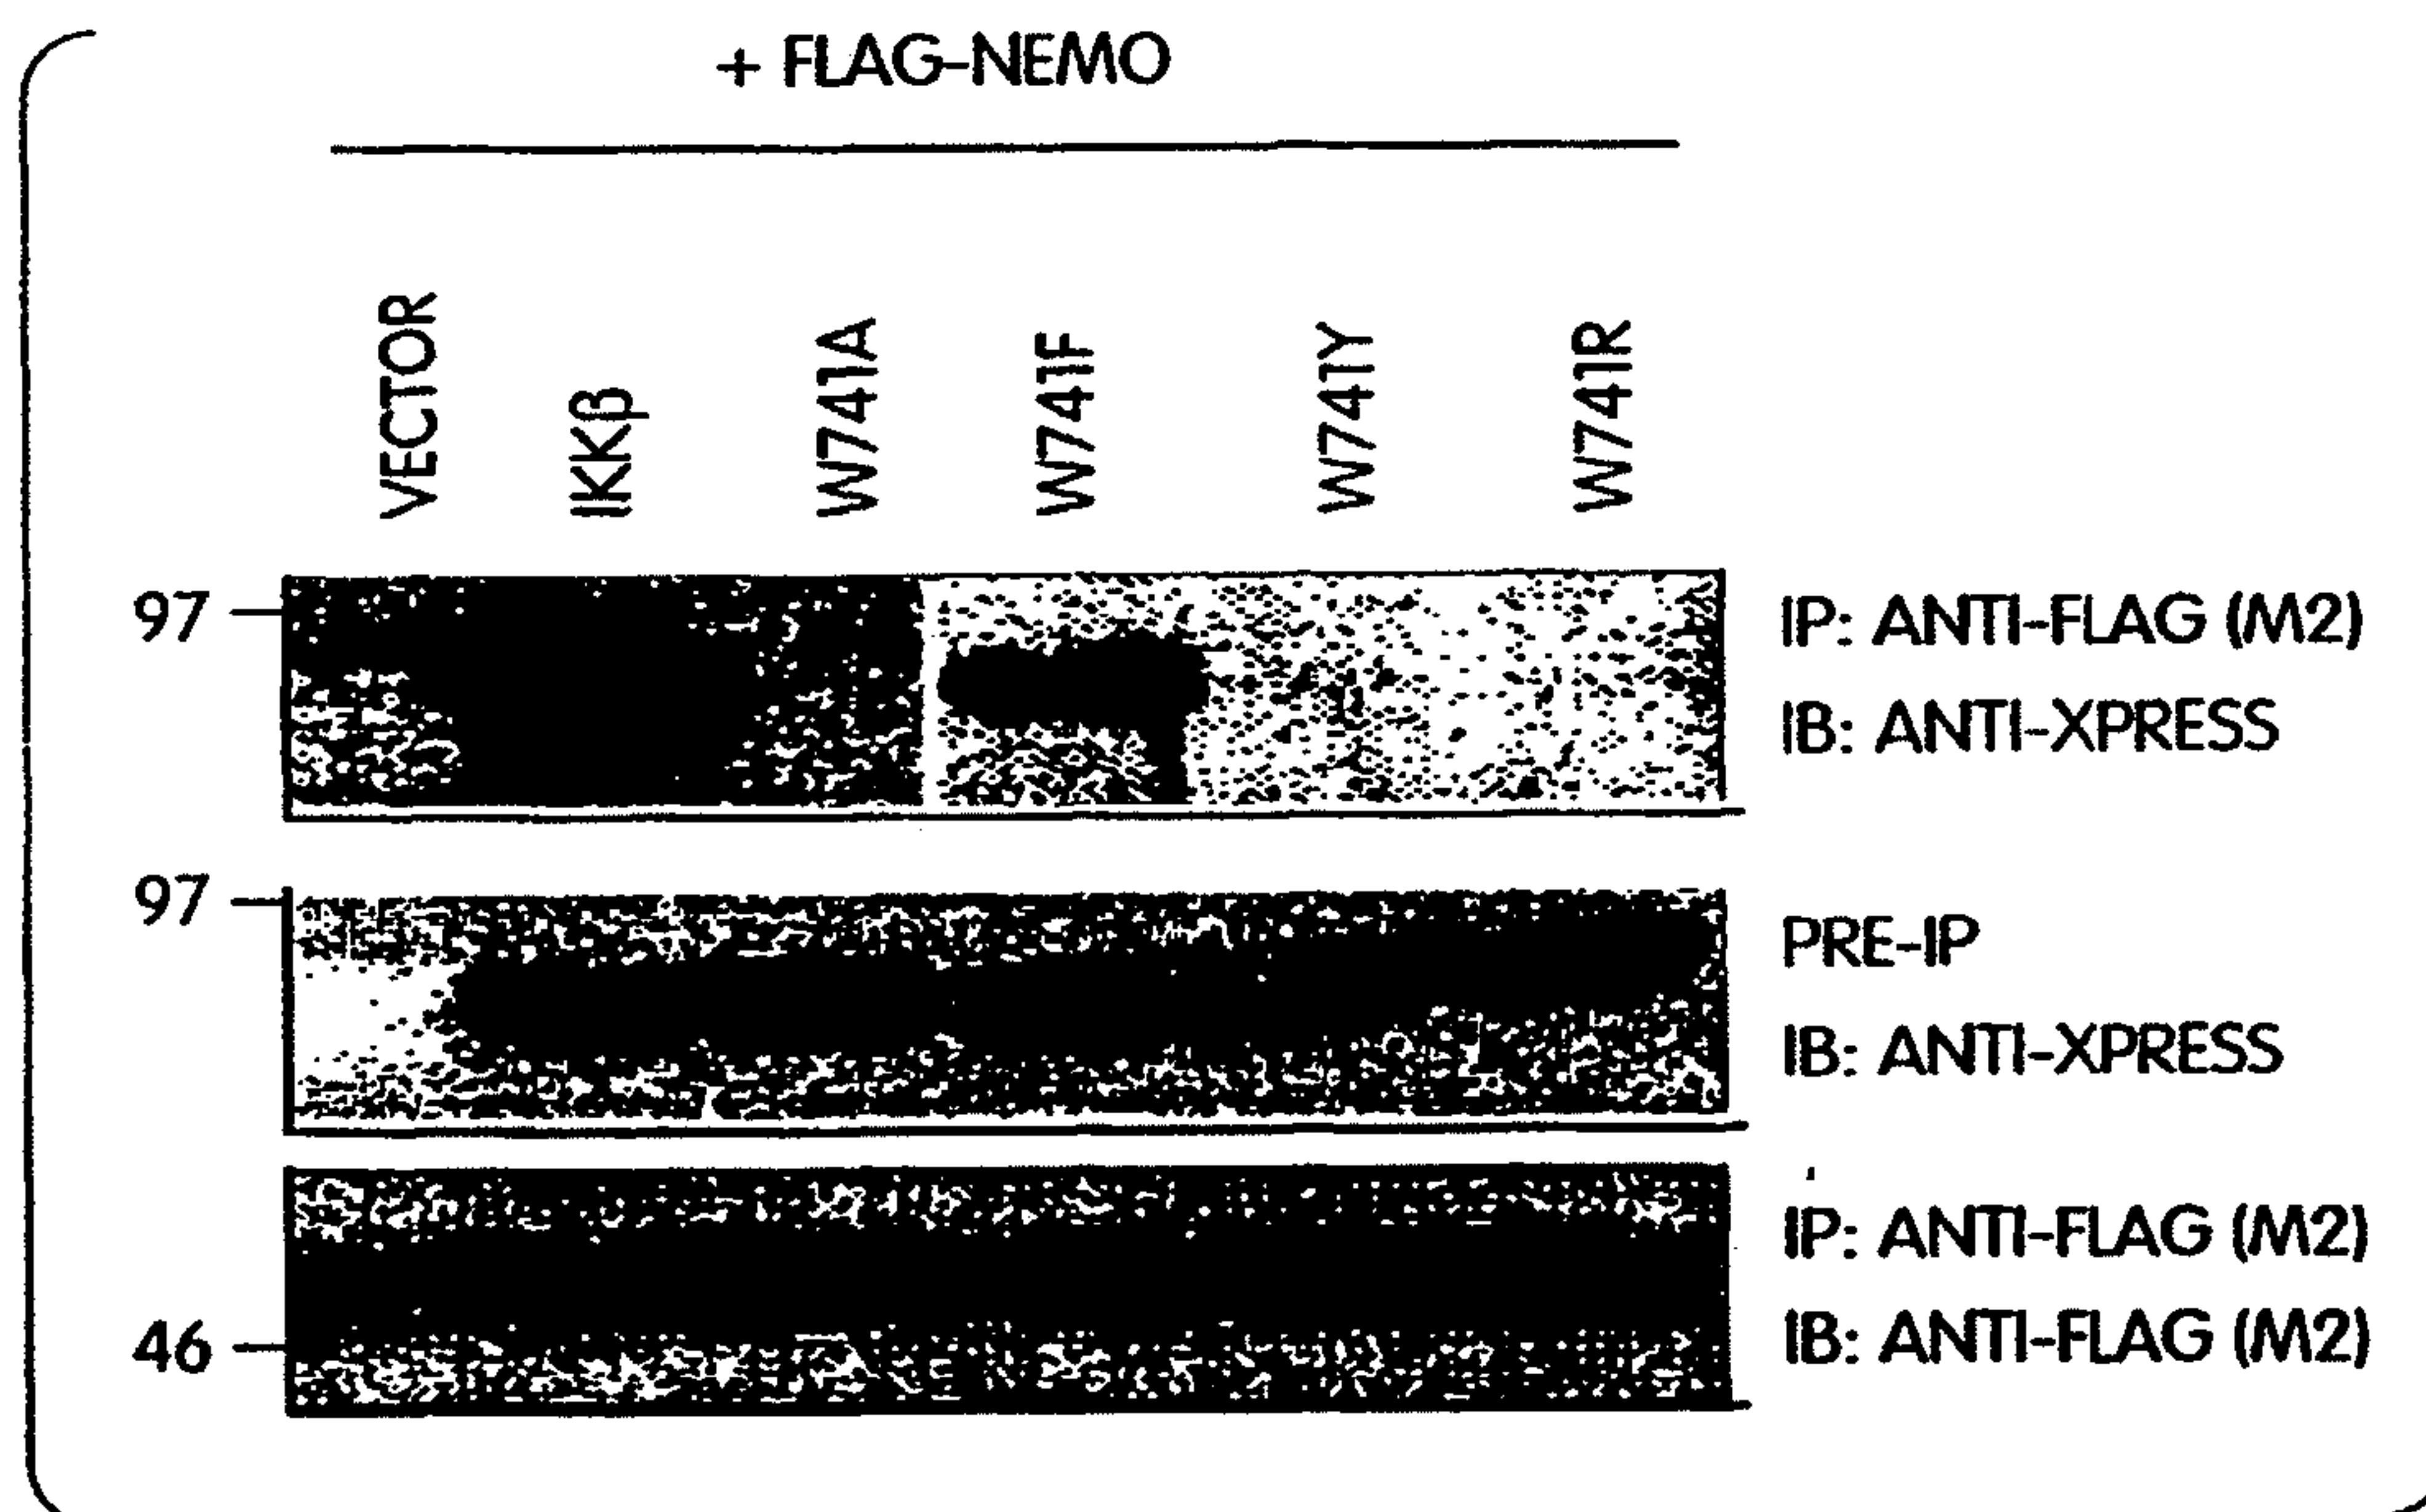 + FLAG-NEMO
VECTOR
IKKβ
W741A
W741F
W741Y
W741R
97
IP: ANTI-FLAG (M2)
IB: ANTI-XPRESS
97
PRE-IP
IB: ANTI-XPRESS
IP: ANTI-FLAG (M2)
46
IB: ANTI-FLAG (M2)